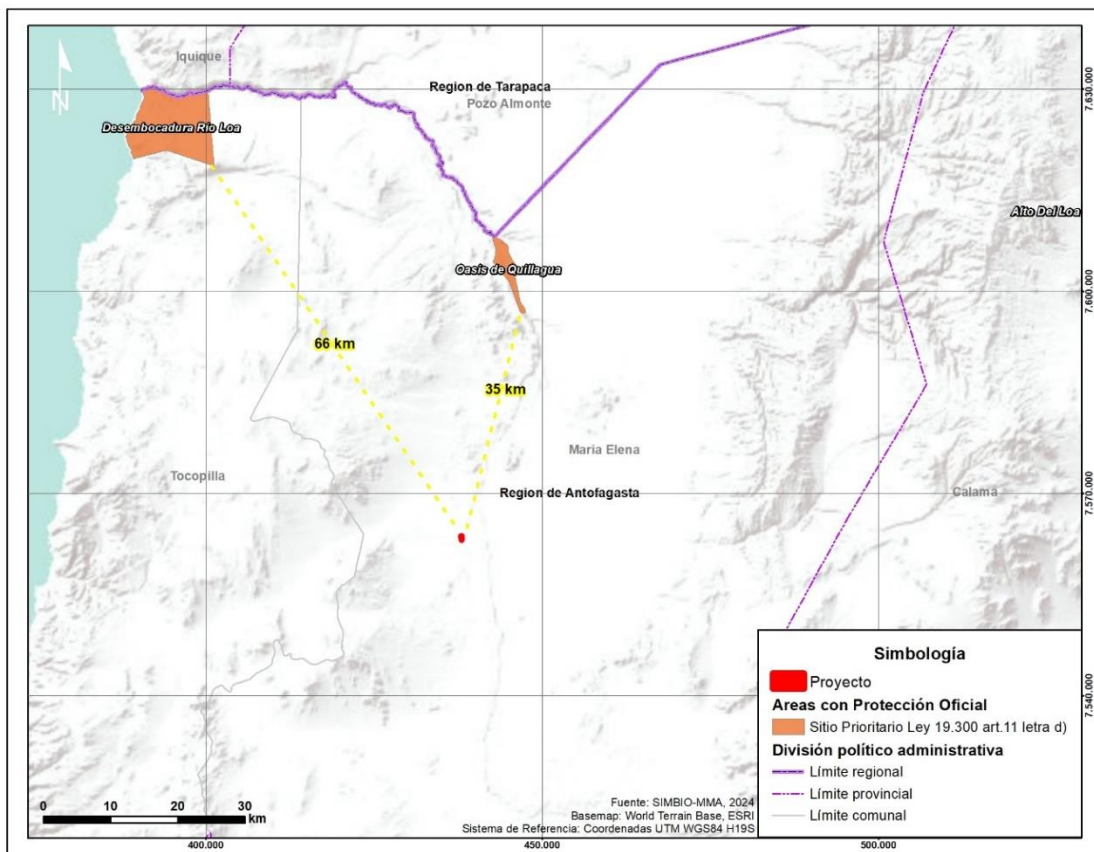 Iquique
Region de Tarapaca
Pozo Almonte
7.630.000
Desembocadura Rio Loa
Alto Del Loa
Oasis de Quillagua
7.600.000
66 km
35 km
Maria Elena
Tocopilla
Region de Antofagasta
Calama
7.570.000
7.540.000
N
Simbología
Proyecto
Areas con Protección Oficial
Sitio Prioritario Ley 19.300 art.11 letra d)
División político administrativa
Límite regional
Límite provincial
Límite comunal
0 10 20 30
km
Fuente: SIMBIO-MMA, 2024
Basemap: World Terrain Base, ESRI
Sistema de Referencia: Coordenadas UTM WGS84 H19S
400.000 450.000 500.000